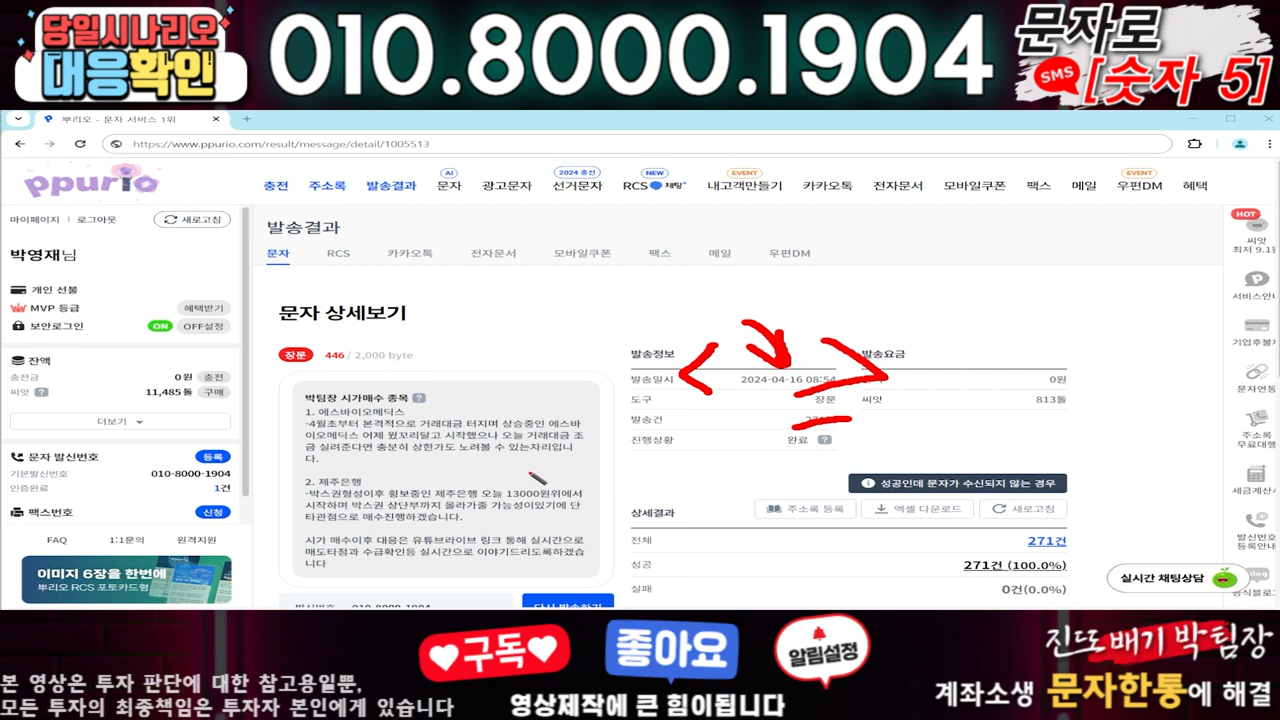 당일시나리오
대응확인
010.8000.1904
문자로
SMS [숫자 5]
뿌리오 - 문자 서비스 1위
https://www.ppurio.com/result/message/detail/1005513
ppurio
충전 주소록 발송결과 AI 문자 광고문자 2024 총선 선거문자 NEW RCS 채팅+ EVENT 내고객만들기 카카오톡 전자문서 모바일쿠폰 팩스 메일 EVENT 우편DM 혜택
마이페이지 | 로그아웃 새로고침
박영재님
개인 선불
MVP 등급 혜택받기
보안로그인 ON OFF설정
잔액
충전금 0원 충전
씨앗 ? 11,485톨 구매
더보기
문자 발신번호 등록
기본발신번호 010-8000-1904
인증완료 1건
팩스번호 신청
FAQ 1:1문의 원격지원
이미지 6장을 한번에
뿌리오 RCS 포토카드형
발송결과
문자 RCS 카카오톡 전자문서 모바일쿠폰 팩스 메일 우편DM
문자 상세보기
장문 446 / 2,000 byte
박팀장 시가매수 종목 ?
1. 에스바이오메딕스
-4월초부터 본격적으로 거래대금 터지며 상승중인 에스바
이오메딕스 어제 윗꼬리달고 시작했으나 오늘 거래대금 조
금 실려준다면 충분히 상한가도 노려볼 수 있는자리입니
다.
2. 제주은행
-박스권형성이후 횡보중인 제주은행 오늘 13000원위에서
시작하며 박스권 상단부까지 올라가줄 가능성이있기에 단
타관점으로 매수진행하겠습니다.
시가 매수이후 대응은 유튜브라이브 링크 통해 실시간으로
매도타점과 수급확인등 실시간으로 이야기드리도록하겠습
니다
발신번호 010-8000-1904 다시 발송하기
발송정보
발송일시 2024-04-16 08:54
도구 장문
발송건
진행상황 완료 ?
발송요금
0원
씨앗 813톨
성공인데 문자가 수신되지 않는 경우
상세결과 주소록 등록 엑셀 다운로드 새로고침
전체 271건
성공 271건 (100.0%)
실패 0건(0.0%)
HOT
씨앗
최저 9.1
서비스안내
기업후불
문자연동
주소록
무료대행
세금계산
발신번호
등록안내
실시간 채팅상담
공식블로
구독
좋아요
알림설정
영상제작에 큰 힘이됩니다
본 영상은 투자 판단에 대한 참고용일뿐,
모든 투자의 최종책임은 투자자 본인에게 있습니다
진또배기 박팀장
계좌소생 문자한통에 해결